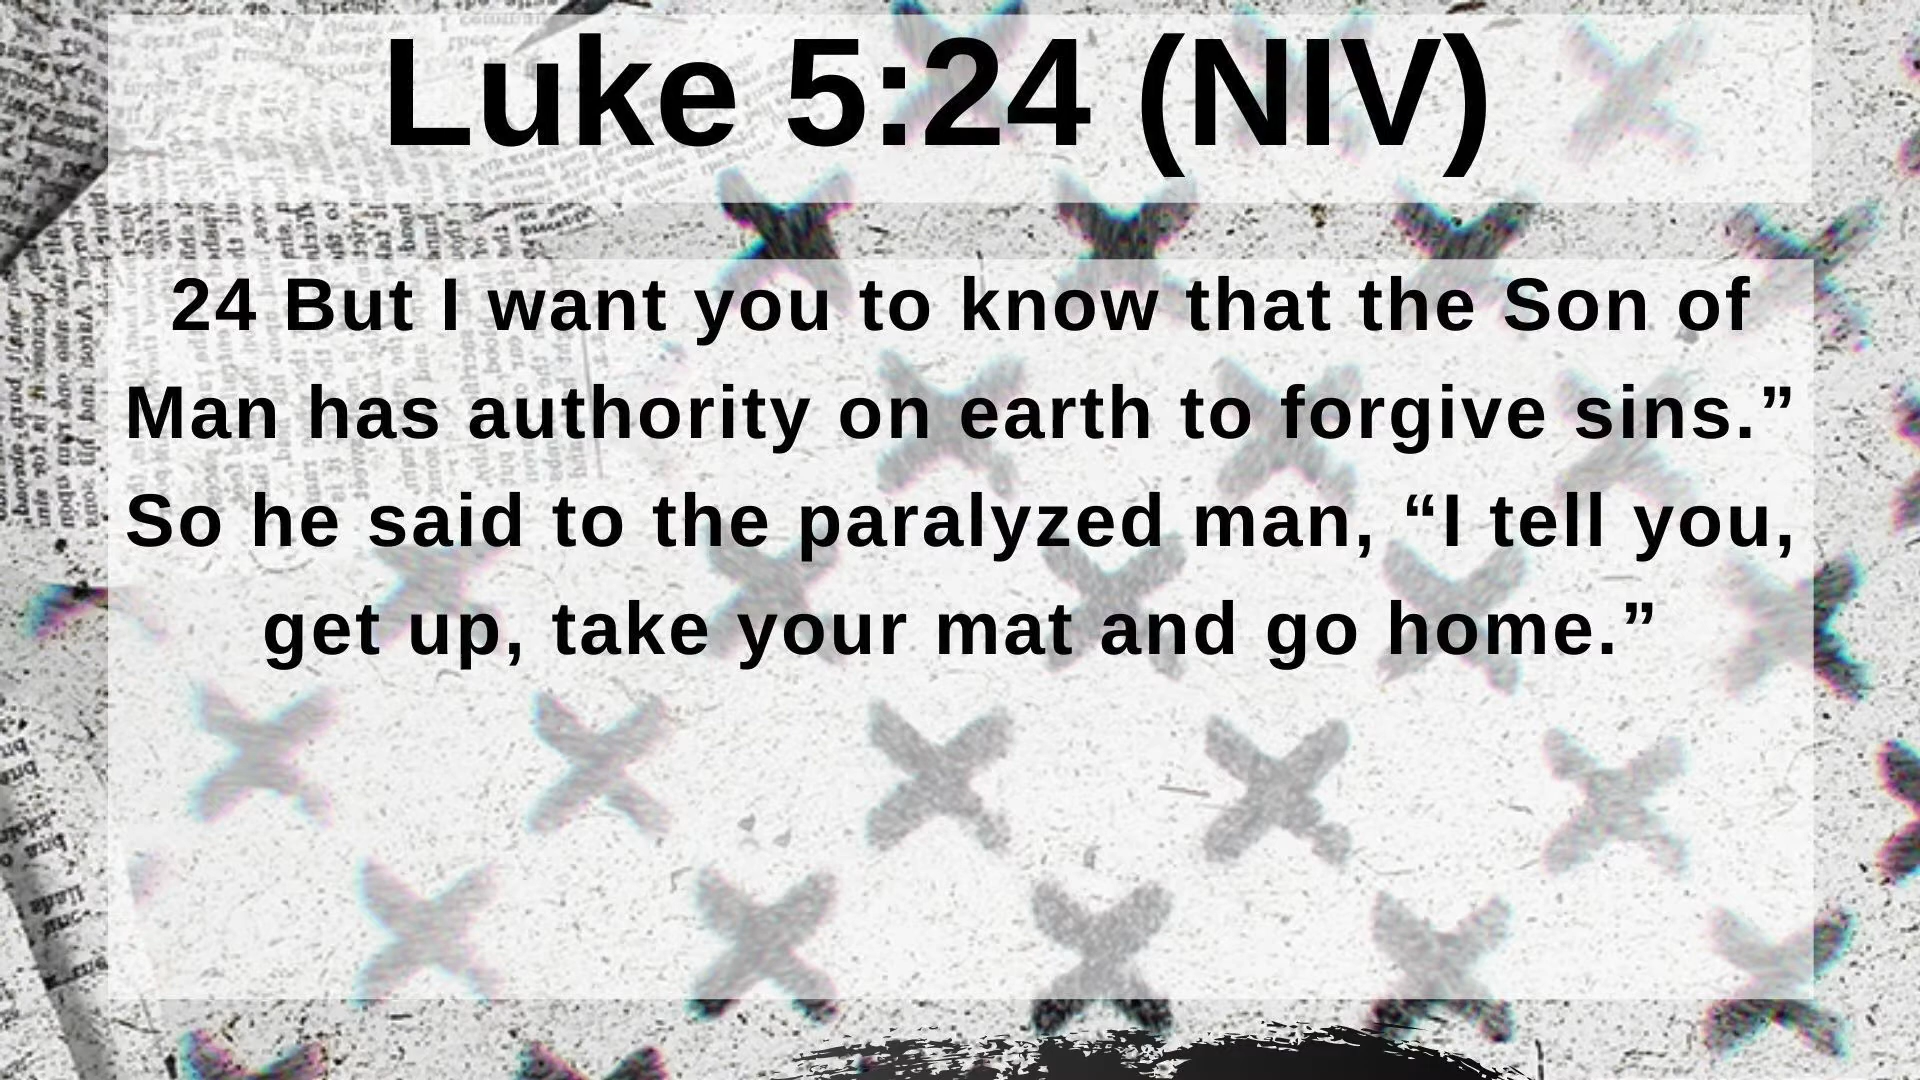 Luke 5:24 (NIV)
24 But I want you to know that the Son of
Man has authority on earth to forgive sins.”
So he said to the paralyzed man, “I tell you,
get up, take your mat and go home.”